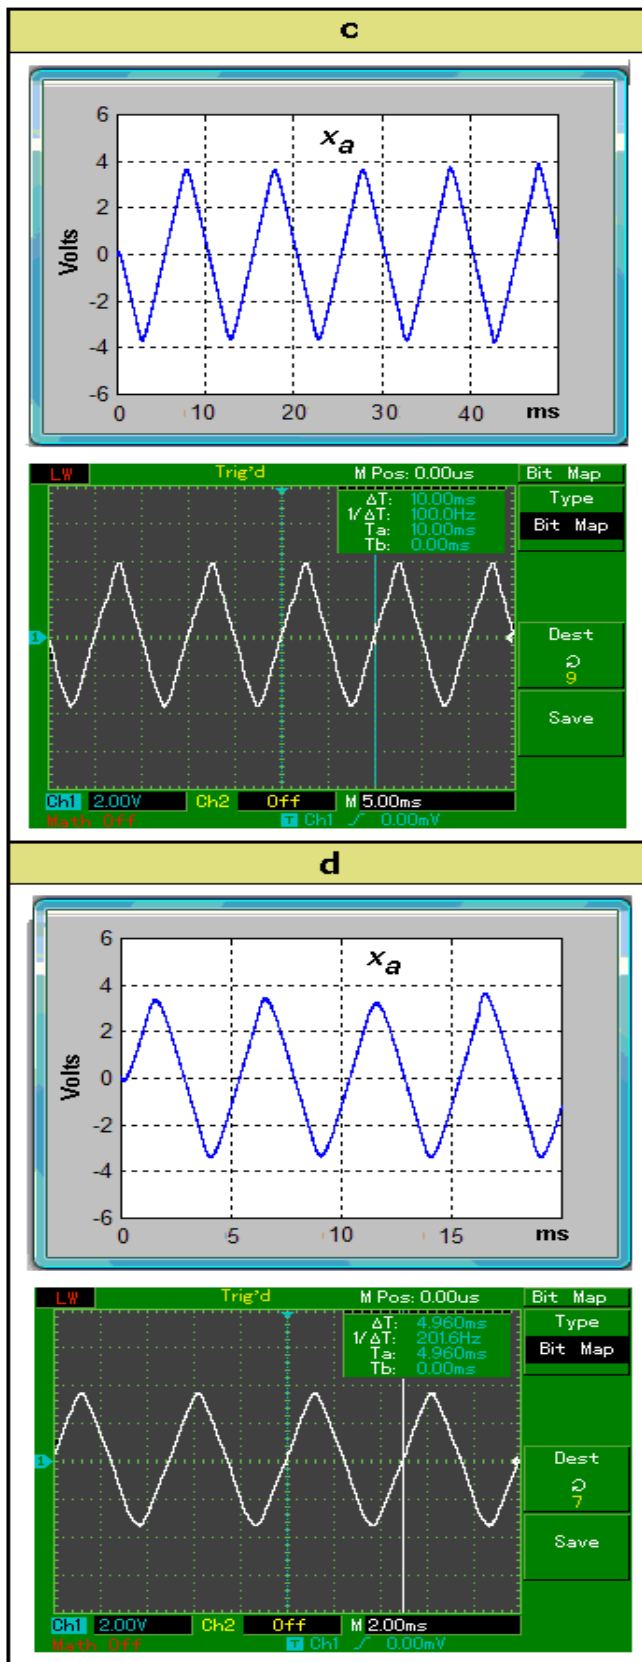 c
6
4
2
0
-2
-4
-6
Volts
x_a
0 10 20 30 40 ms
LW Trig'd M Pos: 0.00us Bit Map
ΔT: 10.00ms
1/ΔT: 100.0Hz
Ta: 10.00ms
Tb: 0.00ms
Type
Bit Map
1
Dest
9
Save
Ch1 2.00V Ch2 Off M 5.00ms
Math Off T Ch1 0.00mV
d
6
4
2
0
-2
-4
-6
Volts
x_a
0 5 10 15 ms
LW Trig'd M Pos: 0.00us Bit Map
ΔT: 4.960ms
1/ΔT: 201.6Hz
Ta: 4.960ms
Tb: 0.00ms
Type
Bit Map
1
Dest
7
Save
Ch1 2.00V Ch2 Off M 2.00ms
Math Off T Ch1 0.00mV